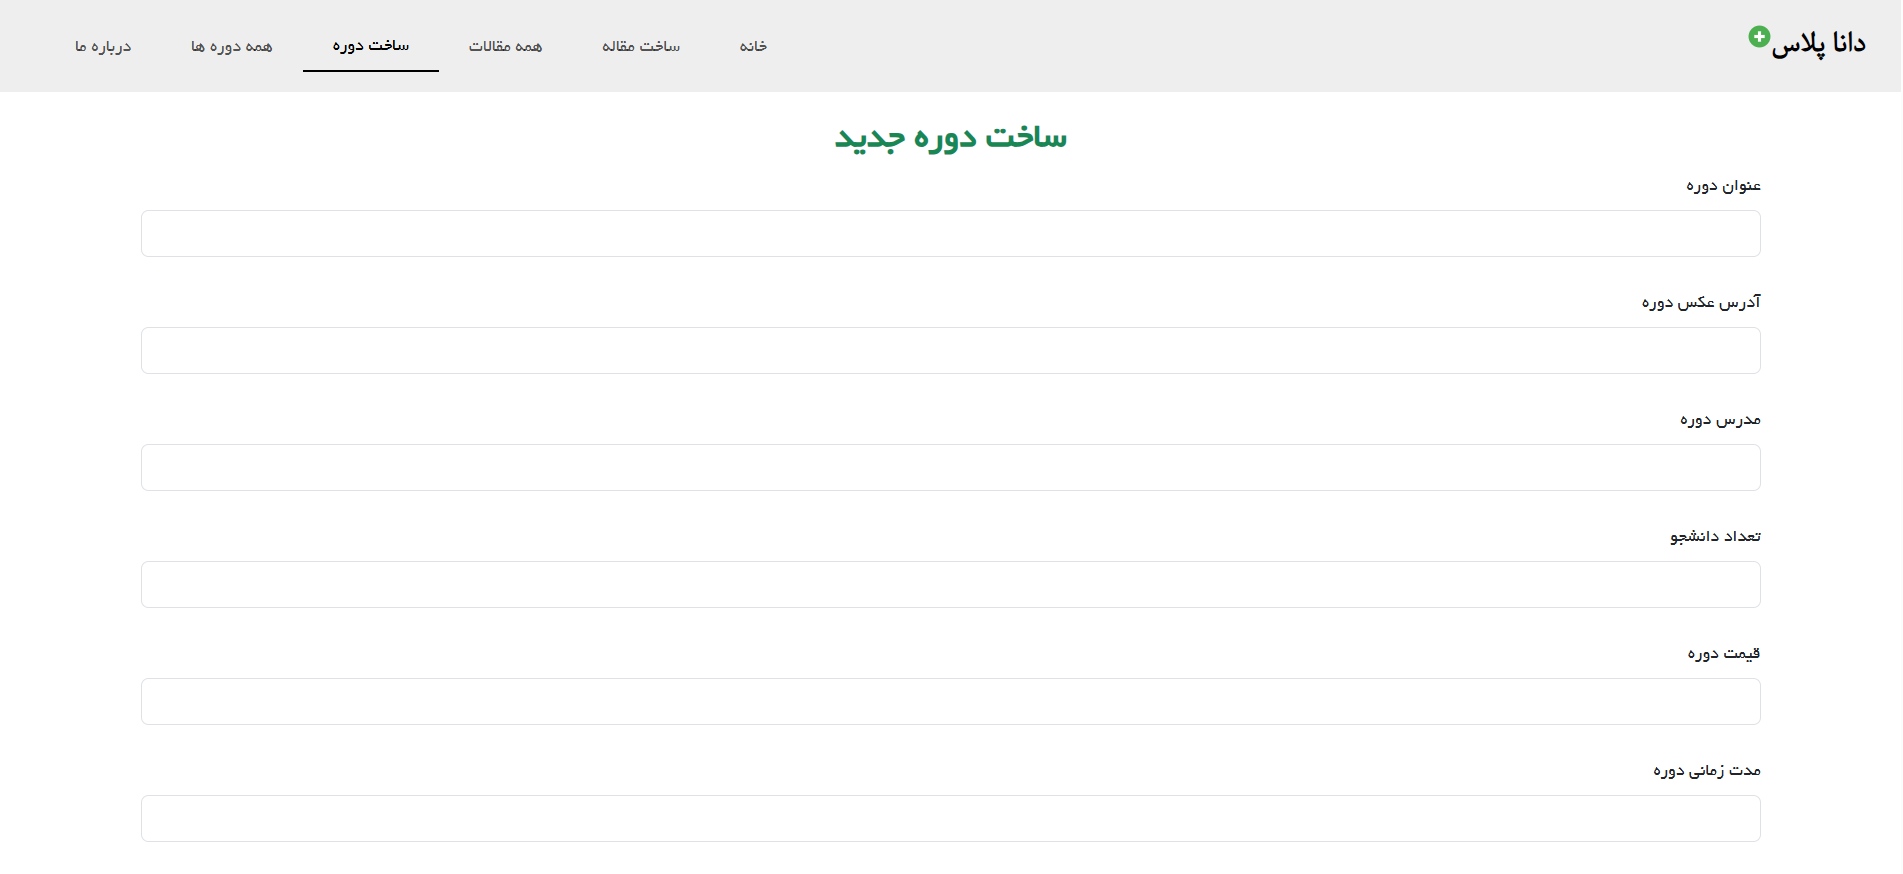 دانا پلاس
خانه
ساخت مقاله
همه مقالات
ساخت دوره
همه دوره ها
درباره ما
ساخت دوره جدید
عنوان دوره
آدرس عکس دوره
مدرس دوره
تعداد دانشجو
قیمت دوره
مدت زمانی دوره